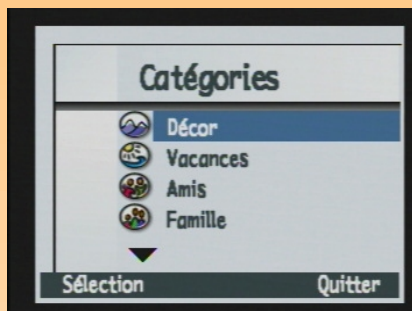 Catégories
Décor
Vacances
Amis
Famille
Sélection Quitter